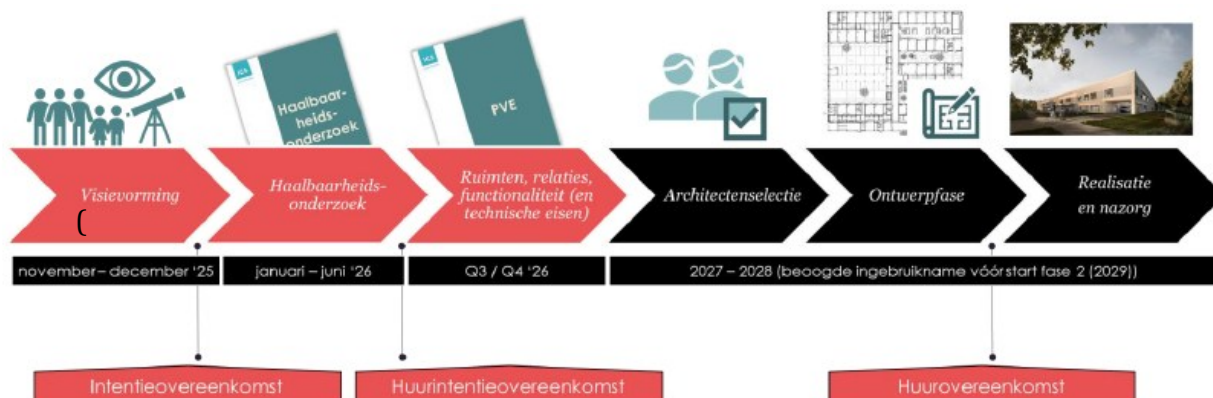 Haalbaar-
heids-
onderzoek
PVE
Visievorming
(
Haalbaarheids-
onderzoek
Ruimten, relaties,
functionaliteit (en
technische eisen)
Architectenselectie
Ontwerpfase
Realisatie
en nazorg
november – december '25
januari – juni '26
Q3 / Q4 '26
2027 – 2028 (beoogde ingebruikname vóór start fase 2 (2029))
Intentieovereenkomst
Huurintentieovereenkomst
Huurovereenkomst